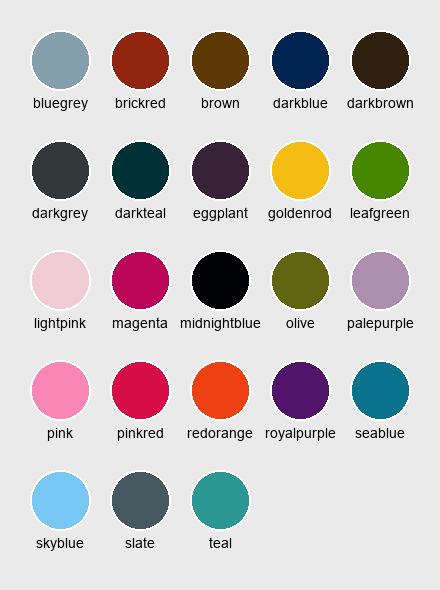 bluegrey brickred brown darkblue darkbrown
darkgrey darkteal eggplant goldenrod leafgreen
lightpink magenta midnightblue olive palepurple
pink pinkred redorange royalpurple seablue
skyblue slate teal